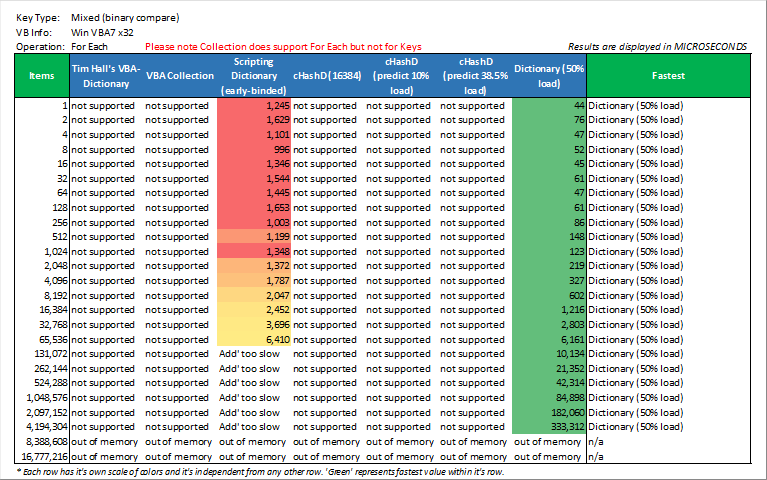 Key Type: Mixed (binary compare)
VB Info: Win VBA7 x32
Operation: For Each Please note Collection does support For Each but not for Keys Results are displayed in MICROSECONDS
Items Tim Hall's VBA-Dictionary VBA Collection Scripting Dictionary (early-binded) cHashD (16384) cHashD (predict 10% load) cHashD (predict 38.5% load) Dictionary (50% load) Fastest
1 not supported not supported 1,245 not supported not supported not supported 44 Dictionary (50% load)
2 not supported not supported 1,629 not supported not supported not supported 76 Dictionary (50% load)
4 not supported not supported 1,101 not supported not supported not supported 47 Dictionary (50% load)
8 not supported not supported 996 not supported not supported not supported 52 Dictionary (50% load)
16 not supported not supported 1,346 not supported not supported not supported 45 Dictionary (50% load)
32 not supported not supported 1,544 not supported not supported not supported 61 Dictionary (50% load)
64 not supported not supported 1,445 not supported not supported not supported 47 Dictionary (50% load)
128 not supported not supported 1,653 not supported not supported not supported 61 Dictionary (50% load)
256 not supported not supported 1,003 not supported not supported not supported 86 Dictionary (50% load)
512 not supported not supported 1,199 not supported not supported not supported 148 Dictionary (50% load)
1,024 not supported not supported 1,348 not supported not supported not supported 123 Dictionary (50% load)
2,048 not supported not supported 1,372 not supported not supported not supported 219 Dictionary (50% load)
4,096 not supported not supported 1,787 not supported not supported not supported 327 Dictionary (50% load)
8,192 not supported not supported 2,047 not supported not supported not supported 602 Dictionary (50% load)
16,384 not supported not supported 2,452 not supported not supported not supported 1,216 Dictionary (50% load)
32,768 not supported not supported 3,696 not supported not supported not supported 2,803 Dictionary (50% load)
65,536 not supported not supported 6,410 not supported not supported not supported 6,161 Dictionary (50% load)
131,072 not supported not supported Add' too slow not supported not supported not supported 10,134 Dictionary (50% load)
262,144 not supported not supported Add' too slow not supported not supported not supported 21,352 Dictionary (50% load)
524,288 not supported not supported Add' too slow not supported not supported not supported 42,314 Dictionary (50% load)
1,048,576 not supported not supported Add' too slow not supported not supported not supported 84,898 Dictionary (50% load)
2,097,152 not supported not supported Add' too slow not supported not supported not supported 182,060 Dictionary (50% load)
4,194,304 not supported not supported Add' too slow not supported not supported not supported 333,312 Dictionary (50% load)
8,388,608 out of memory out of memory out of memory out of memory out of memory out of memory out of memory n/a
16,777,216 out of memory out of memory out of memory out of memory out of memory out of memory out of memory n/a
* Each row has it's own scale of colors and it's independent from any other row. 'Green' represents fastest value within it's row.